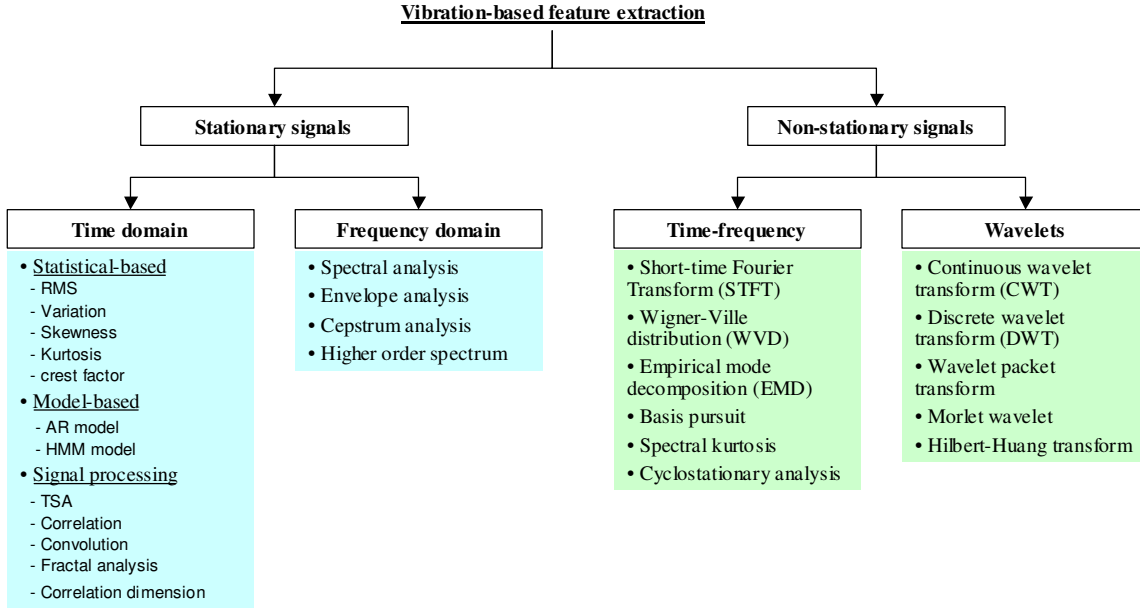 Vibration-based feature extraction
Stationary signals
Non-stationary signals
Time domain
• Statistical-based
- RMS
- Variation
- Skewness
- Kurtosis
- crest factor
• Model-based
- AR model
- HMM model
• Signal processing
- TSA
- Correlation
- Convolution
- Fractal analysis
- Correlation dimension
Frequency domain
• Spectral analysis
• Envelope analysis
• Cepstrum analysis
• Higher order spectrum
Time-frequency
• Short-time Fourier
Transform (STFT)
• Wigner-Ville
distribution (WVD)
• Empirical mode
decomposition (EMD)
• Basis pursuit
• Spectral kurtosis
• Cyclostationary analysis
Wavelets
• Continuous wavelet
transform (CWT)
• Discrete wavelet
transform (DWT)
• Wavelet packet
transform
• Morlet wavelet
• Hilbert-Huang transform